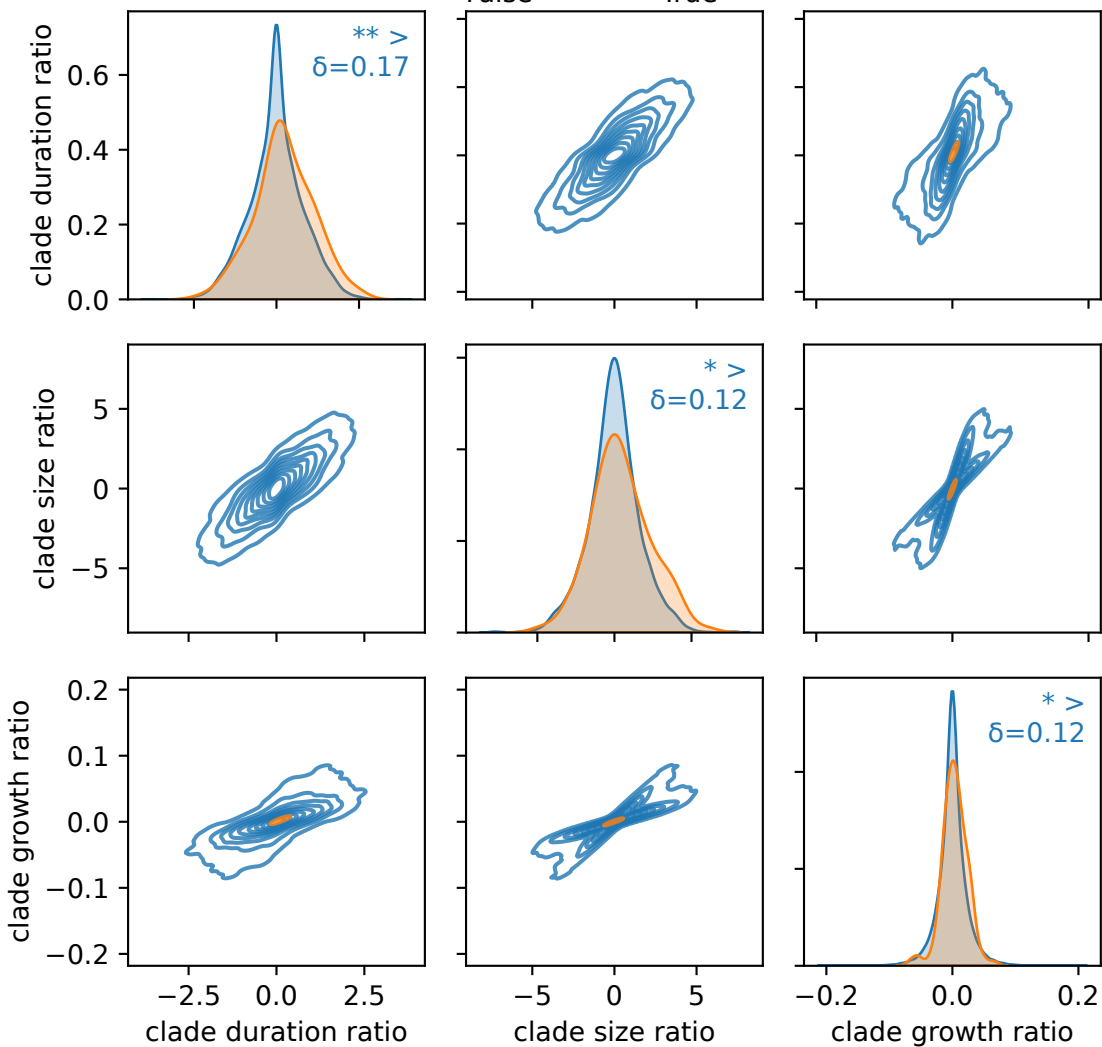 clade duration ratio
0.6
0.4
0.2
0.0
** >
δ=0.17
clade size ratio
5
0
−5
* >
δ=0.12
clade growth ratio
0.2
0.1
0.0
−0.1
−0.2
* >
δ=0.12
−2.5 0.0 2.5
clade duration ratio
−5 0 5
clade size ratio
−0.2 0.0 0.2
clade growth ratio